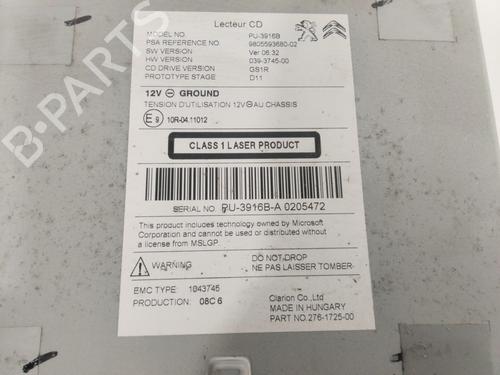 Lecteur CD
MODEL NO. PU-3916B
PSA REFERENCE NO. 9805593680-02
SW VERSION Ver 06.32
HW VERSION 039-3745-00
CD DRIVE VERSION GS1R
PROTOTYPE STAGE D11
12V ⊖ GROUND
TENSION D'UTILISATION 12V⊖AU CHASSIS
E9 10R-04.11012
CLASS 1 LASER PRODUCT
SERIAL NO. PU-3916B-A 0205472
This product includes technology owned by Microsoft
Corporation and cannot be used or distributed without
a license from MSLGP.
WARNING
DO NOT DROP
NE PAS LAISSER TOMBER
EMC TYPE: 1043745
PRODUCTION: 08C 6
Clarion Co.,Ltd
MADE IN HUNGARY
PART NO.276-1725-00
B-PARTS